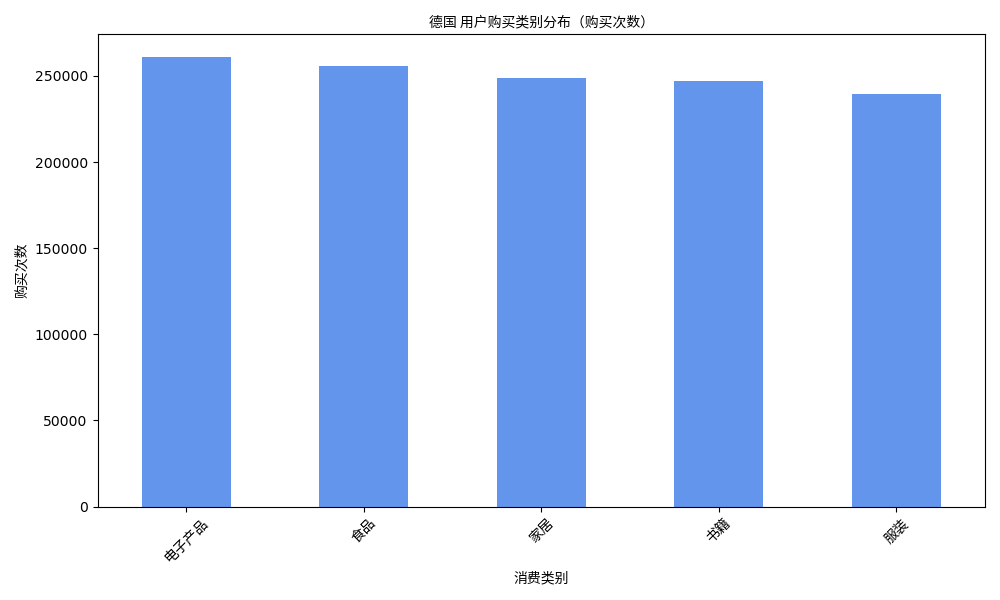 德国 用户购买类别分布（购买次数）
购买次数
250000
200000
150000
100000
50000
0
电子产品
食品
家居
书籍
服装
消费类别